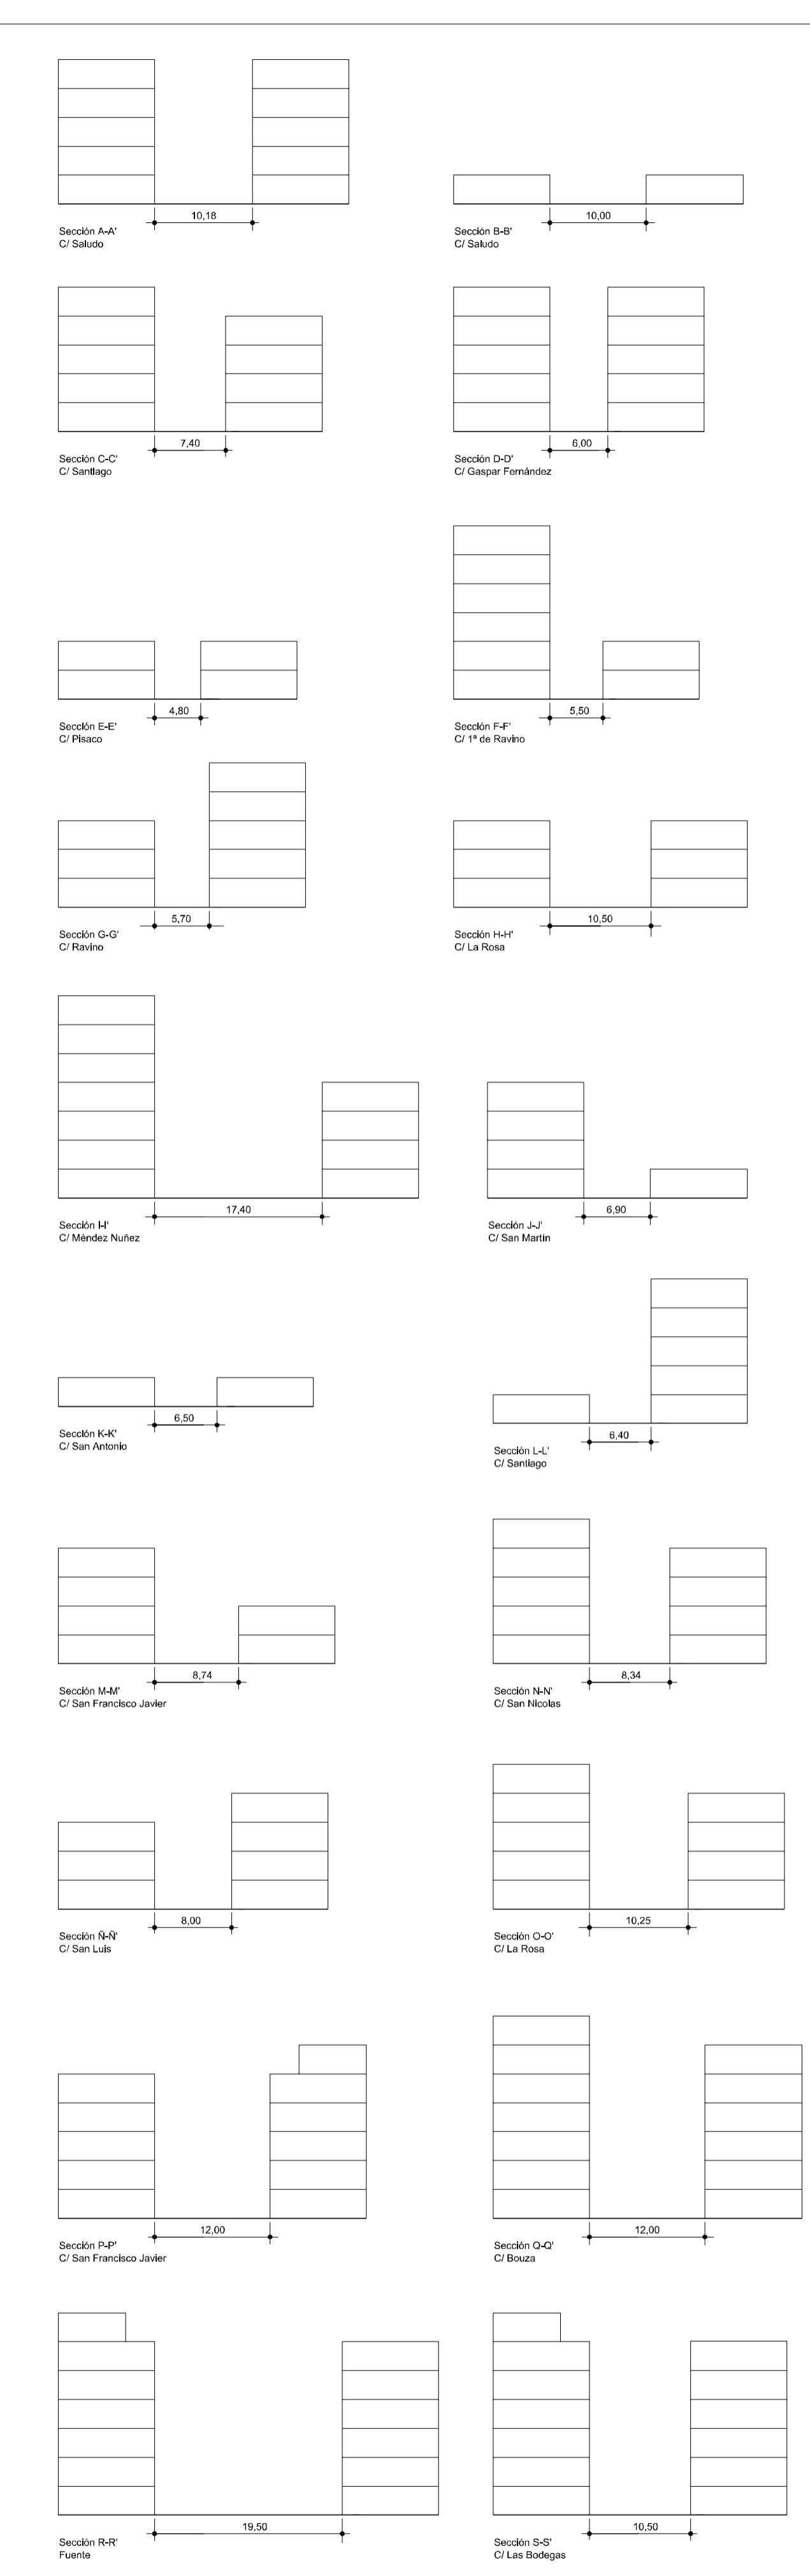 10,18
Sección A-A'
C/ Saludo
10,00
Sección B-B'
C/ Saludo
7,40
Sección C-C'
C/ Santiago
6,00
Sección D-D'
C/ Gaspar Fernández
4,80
Sección E-E'
C/ Pisaco
5,50
Sección F-F'
C/ 1ª de Ravino
5,70
Sección G-G'
C/ Ravino
10,50
Sección H-H'
C/ La Rosa
17,40
Sección I-I'
C/ Méndez Nuñez
6,90
Sección J-J'
C/ San Martin
6,50
Sección K-K'
C/ San Antonio
6,40
Sección L-L'
C/ Santiago
8,74
Sección M-M'
C/ San Francisco Javier
8,34
Sección N-N'
C/ San Nicolas
8,00
Sección Ñ-Ñ'
C/ San Luis
10,25
Sección O-O'
C/ La Rosa
12,00
Sección P-P'
C/ San Francisco Javier
12,00
Sección Q-Q'
C/ Bouza
19,50
Sección R-R'
Fuente
10,50
Sección S-S'
C/ Las Bodegas